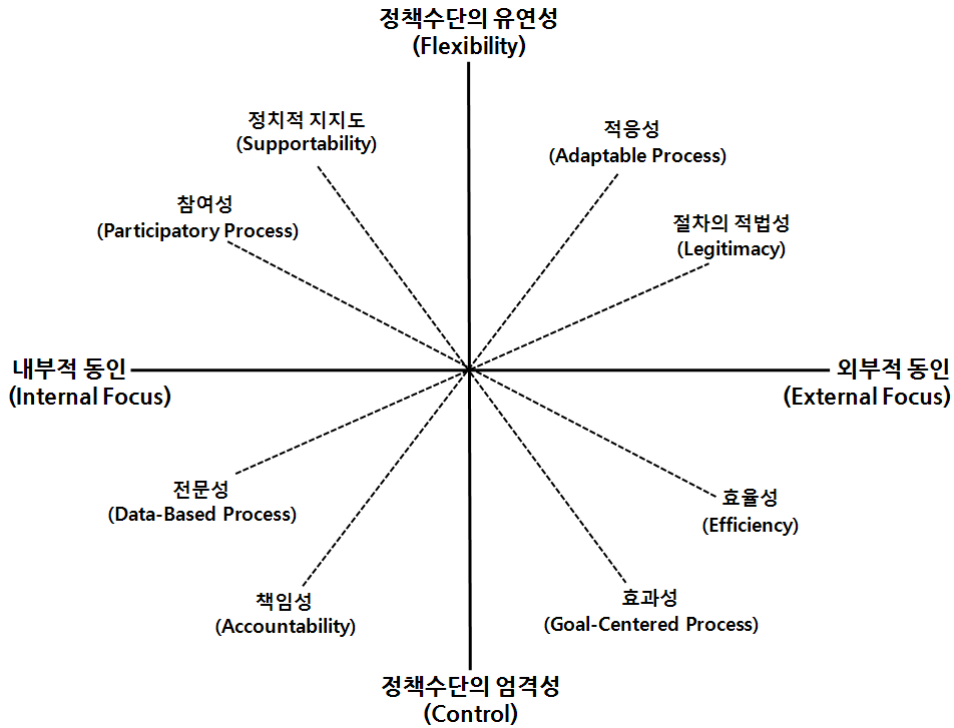 정책수단의 유연성
(Flexibility)
정치적 지지도
(Supportability)
적응성
(Adaptable Process)
참여성
(Participatory Process)
절차의 적법성
(Legitimacy)
내부적 동인
(Internal Focus)
외부적 동인
(External Focus)
전문성
(Data-Based Process)
효율성
(Efficiency)
책임성
(Accountability)
효과성
(Goal-Centered Process)
정책수단의 엄격성
(Control)